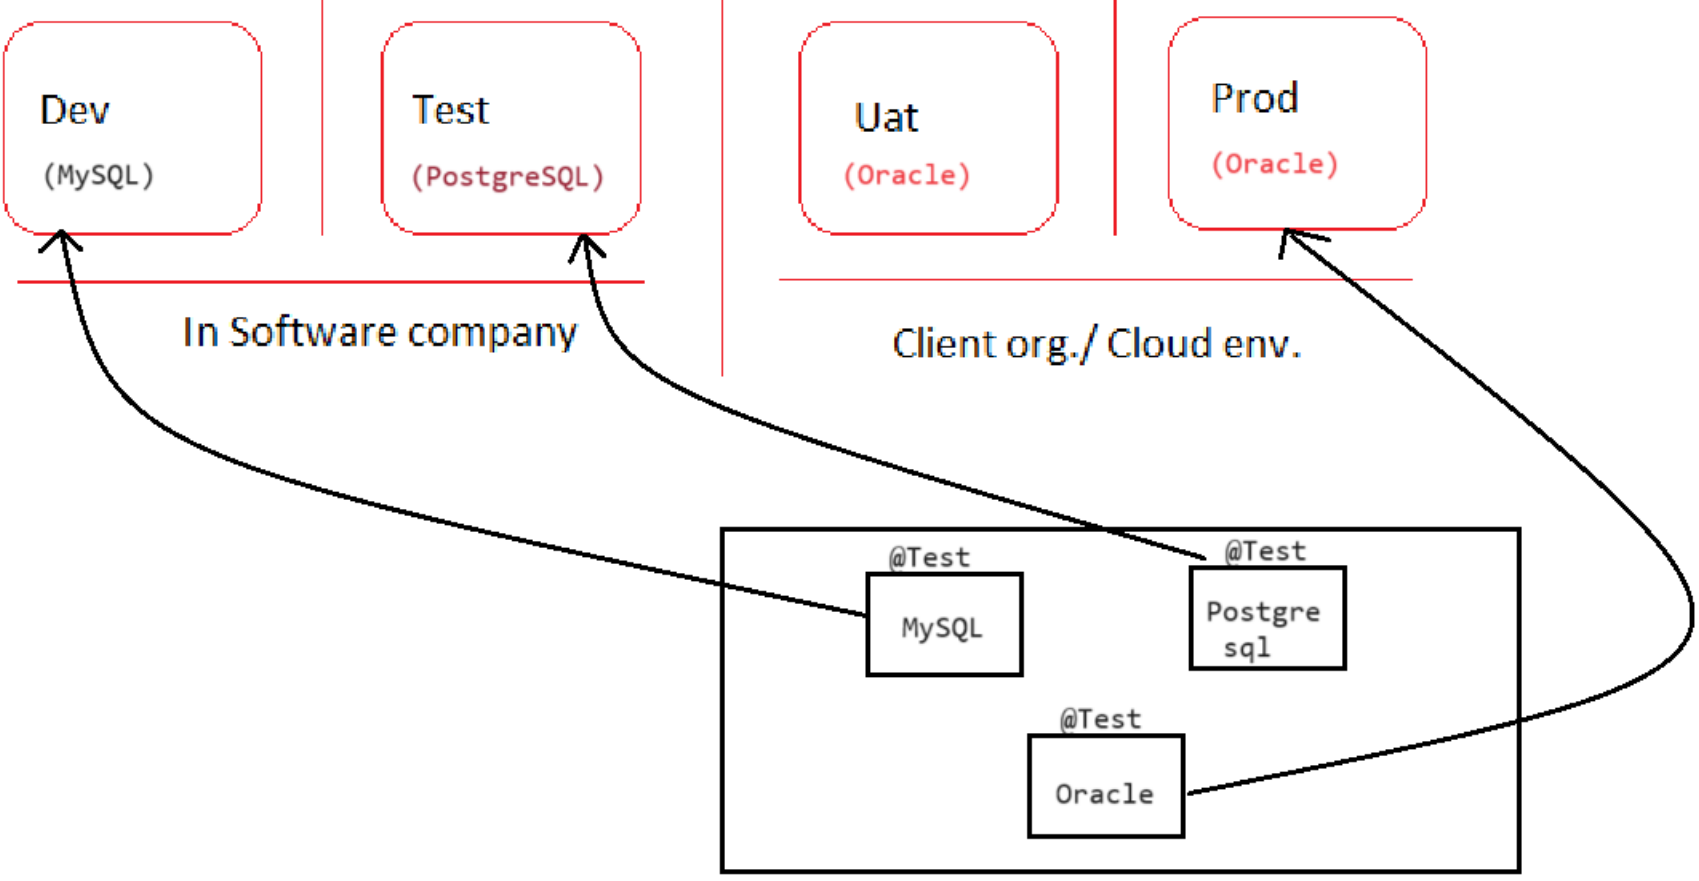 Dev
(MySQL)
Test
(PostgreSQL)
Uat
(Oracle)
Prod
(Oracle)
In Software company
Client org./ Cloud env.
@Test
MySQL
@Test
Postgre
sql
@Test
Oracle